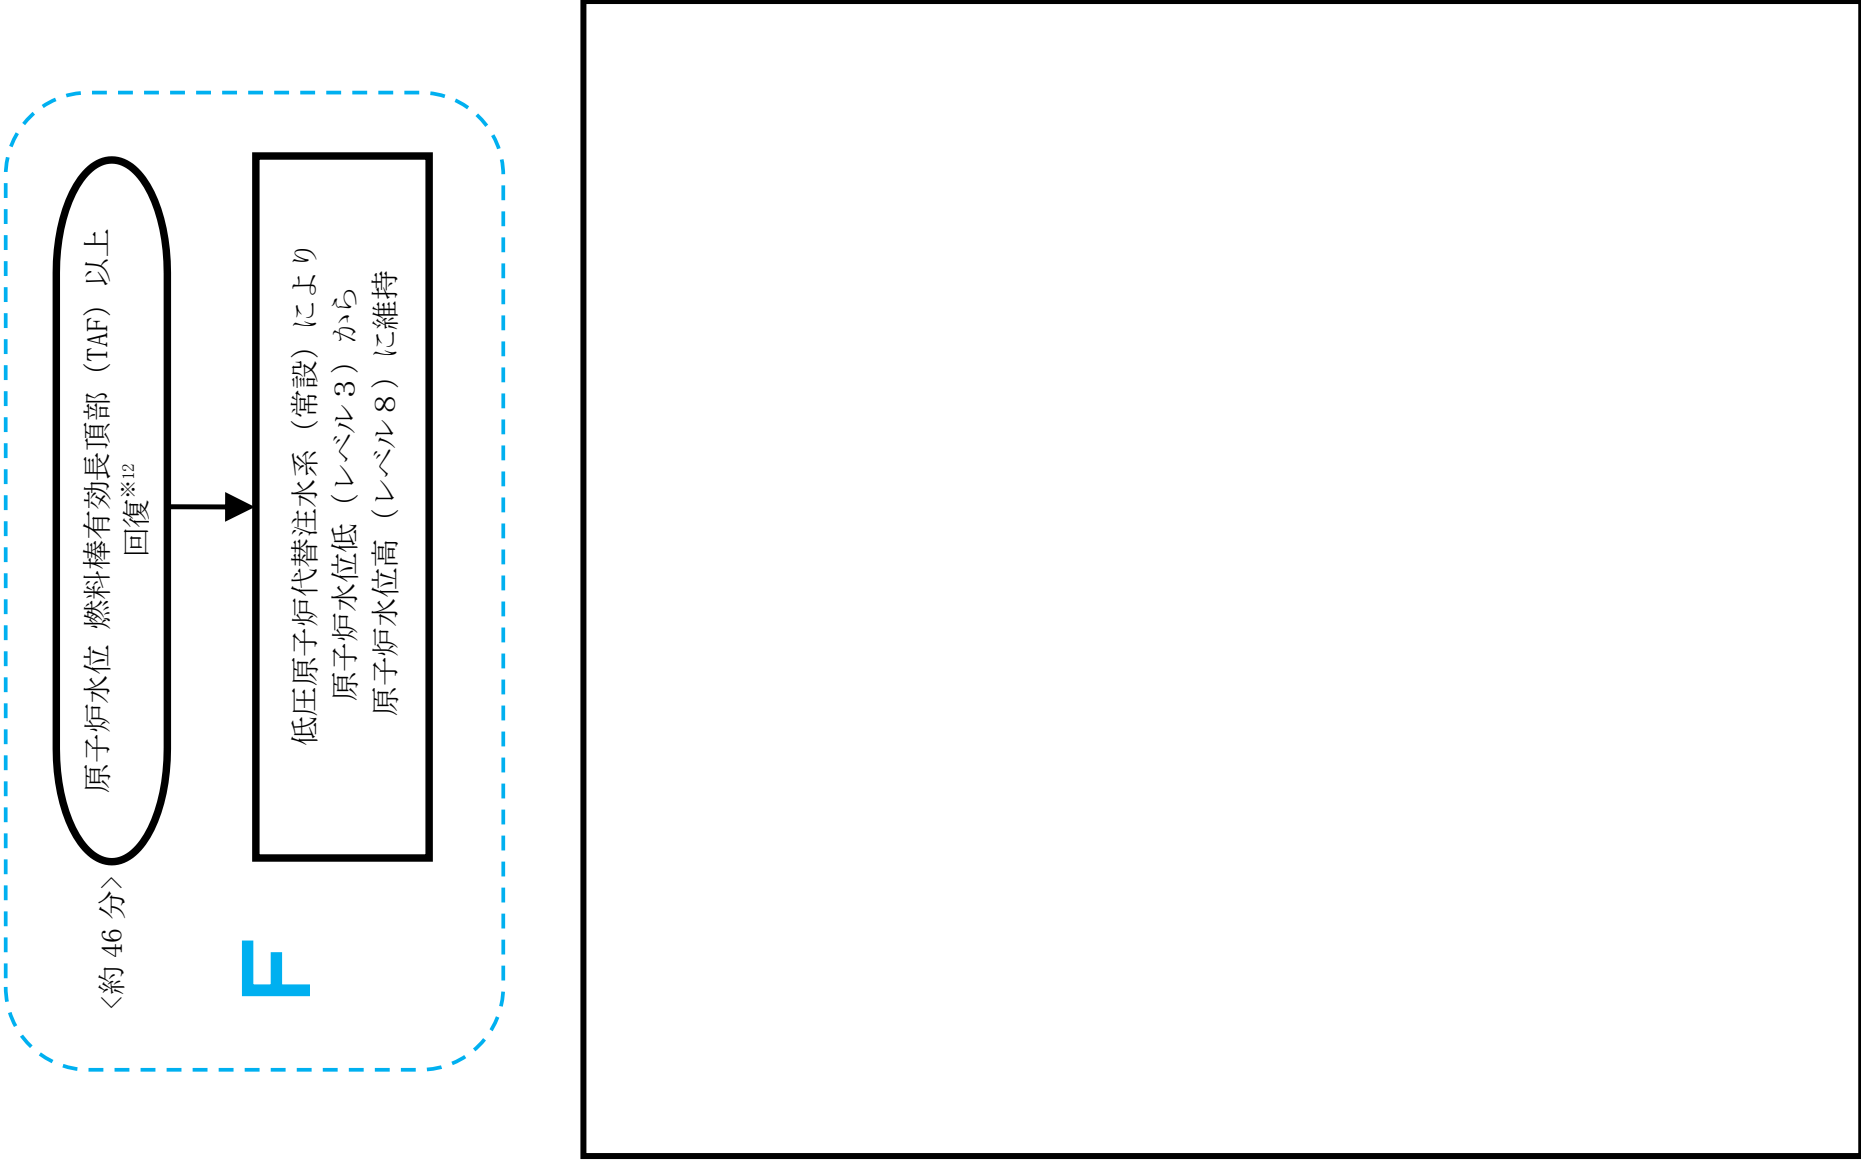 <約 46 分>
原子炉水位 燃料棒有効長頂部（TAF）以上
回復※12
F
低圧原子炉代替注水系（常設）により
原子炉水位低（レベル３）から
原子炉水位高（レベル８）に維持